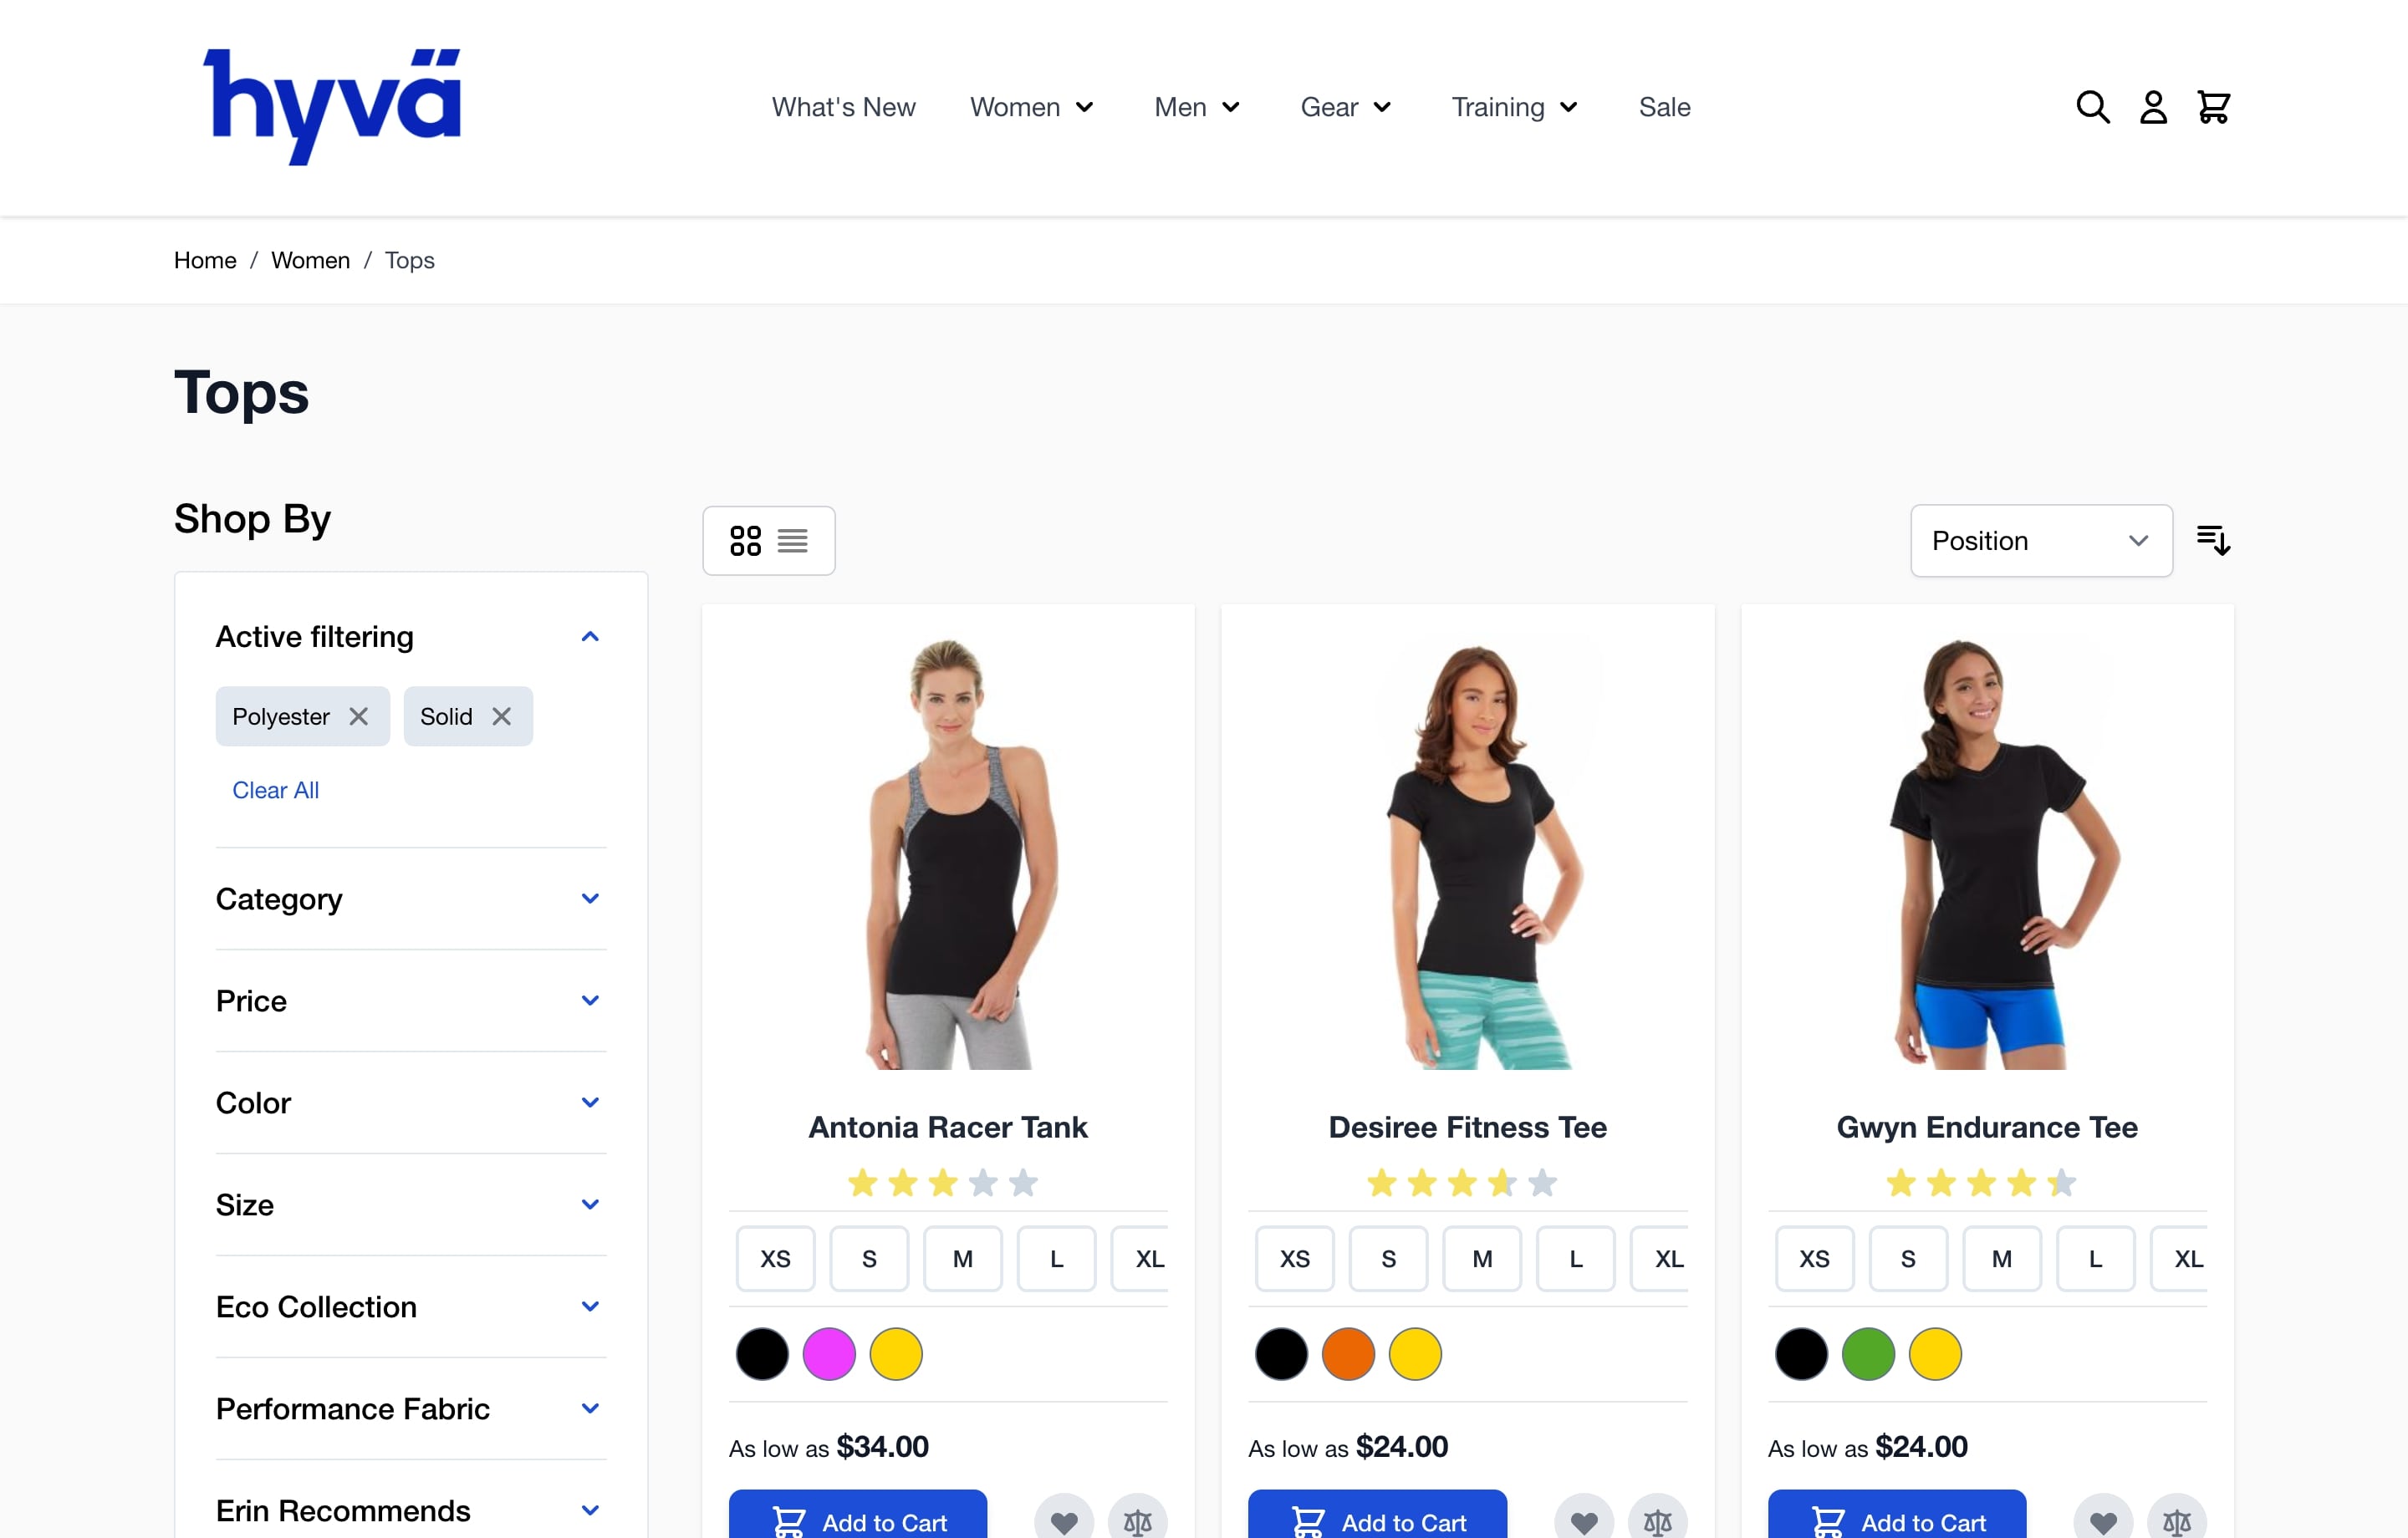 hyvä
What's New Women Men Gear Training Sale
Home / Women / Tops
Tops
Shop By
Position
Active filtering
Polyester Solid
Clear All
Category
Price
Color
Size
Eco Collection
Performance Fabric
Erin Recommends
Antonia Racer Tank
XS S M L XL
As low as $34.00
Add to Cart
Desiree Fitness Tee
XS S M L XL
As low as $24.00
Add to Cart
Gwyn Endurance Tee
XS S M L XL
As low as $24.00
Add to Cart